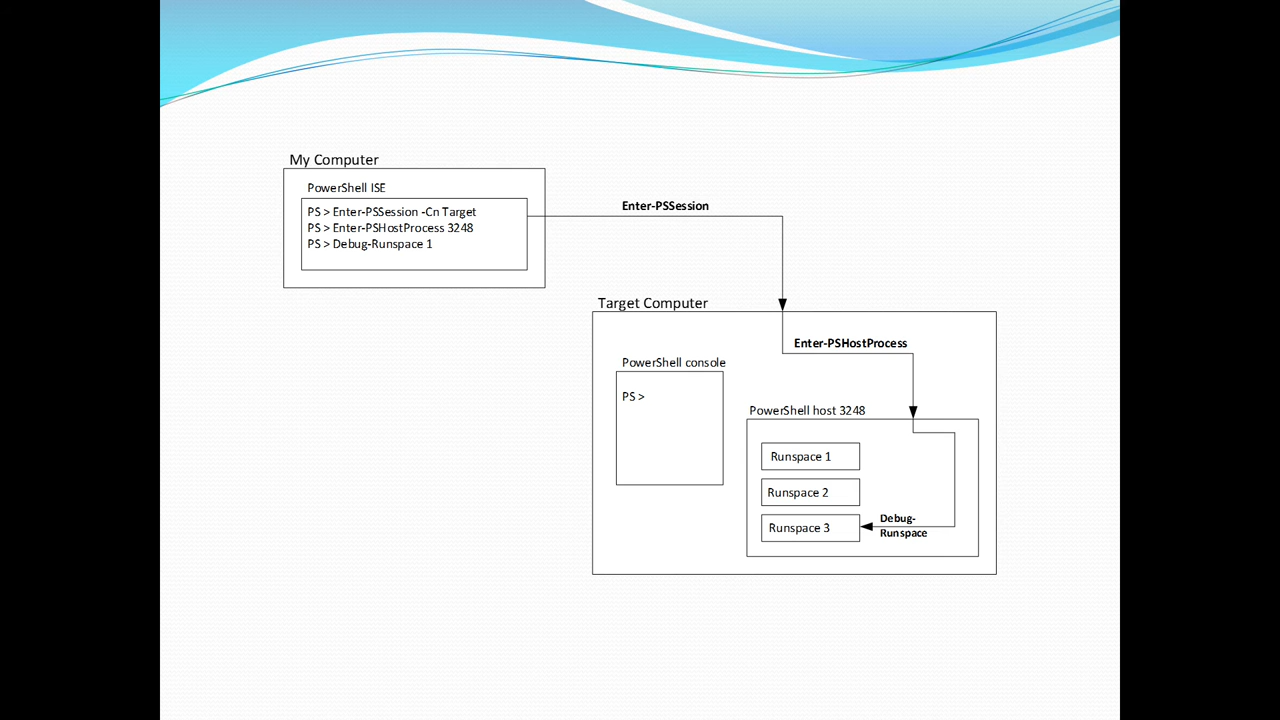 My Computer
PowerShell ISE
PS > Enter-PSSession -Cn Target
PS > Enter-PSHostProcess 3248
PS > Debug-Runspace 1
Enter-PSSession
Target Computer
Enter-PSHostProcess
PowerShell console
PS >
PowerShell host 3248
Runspace 1
Runspace 2
Runspace 3
Debug-
Runspace